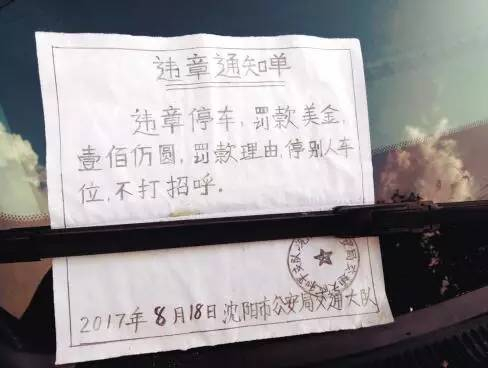 违章通知单
违章停车,罚款美金,
壹佰仿圆,罚款理由,停别人车
位,不打招呼。
2017年8月18日沈阳市公安局交通大队